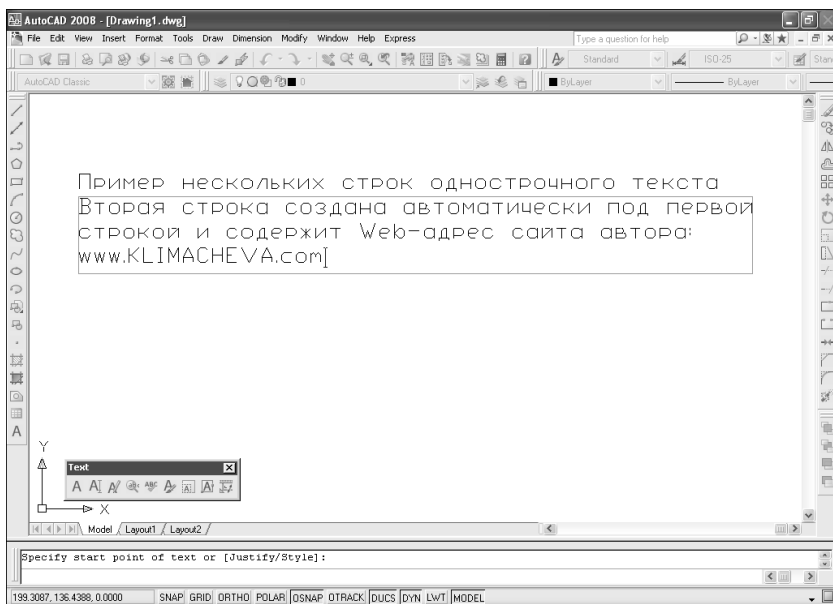 AutoCAD 2008 - [Drawing1.dwg]
File Edit View Insert Format Tools Draw Dimension Modify Window Help Express
Type a question for help
Standard
ISO-25
Stan
AutoCAD Classic
0
ByLayer
ByLayer
Пример нескольких строк однострочного текста
Вторая строка создана автоматически под первой
строкой и содержит Web-адрес сайта автора:
www.KLIMACHEVA.com
Y
Text
X
Model Layout1 Layout2
Specify start point of text or [Justify/Style]:
199.3087, 136.4388, 0.0000 SNAP GRID ORTHO POLAR OSNAP OTRACK DUCS DYN LWT MODEL